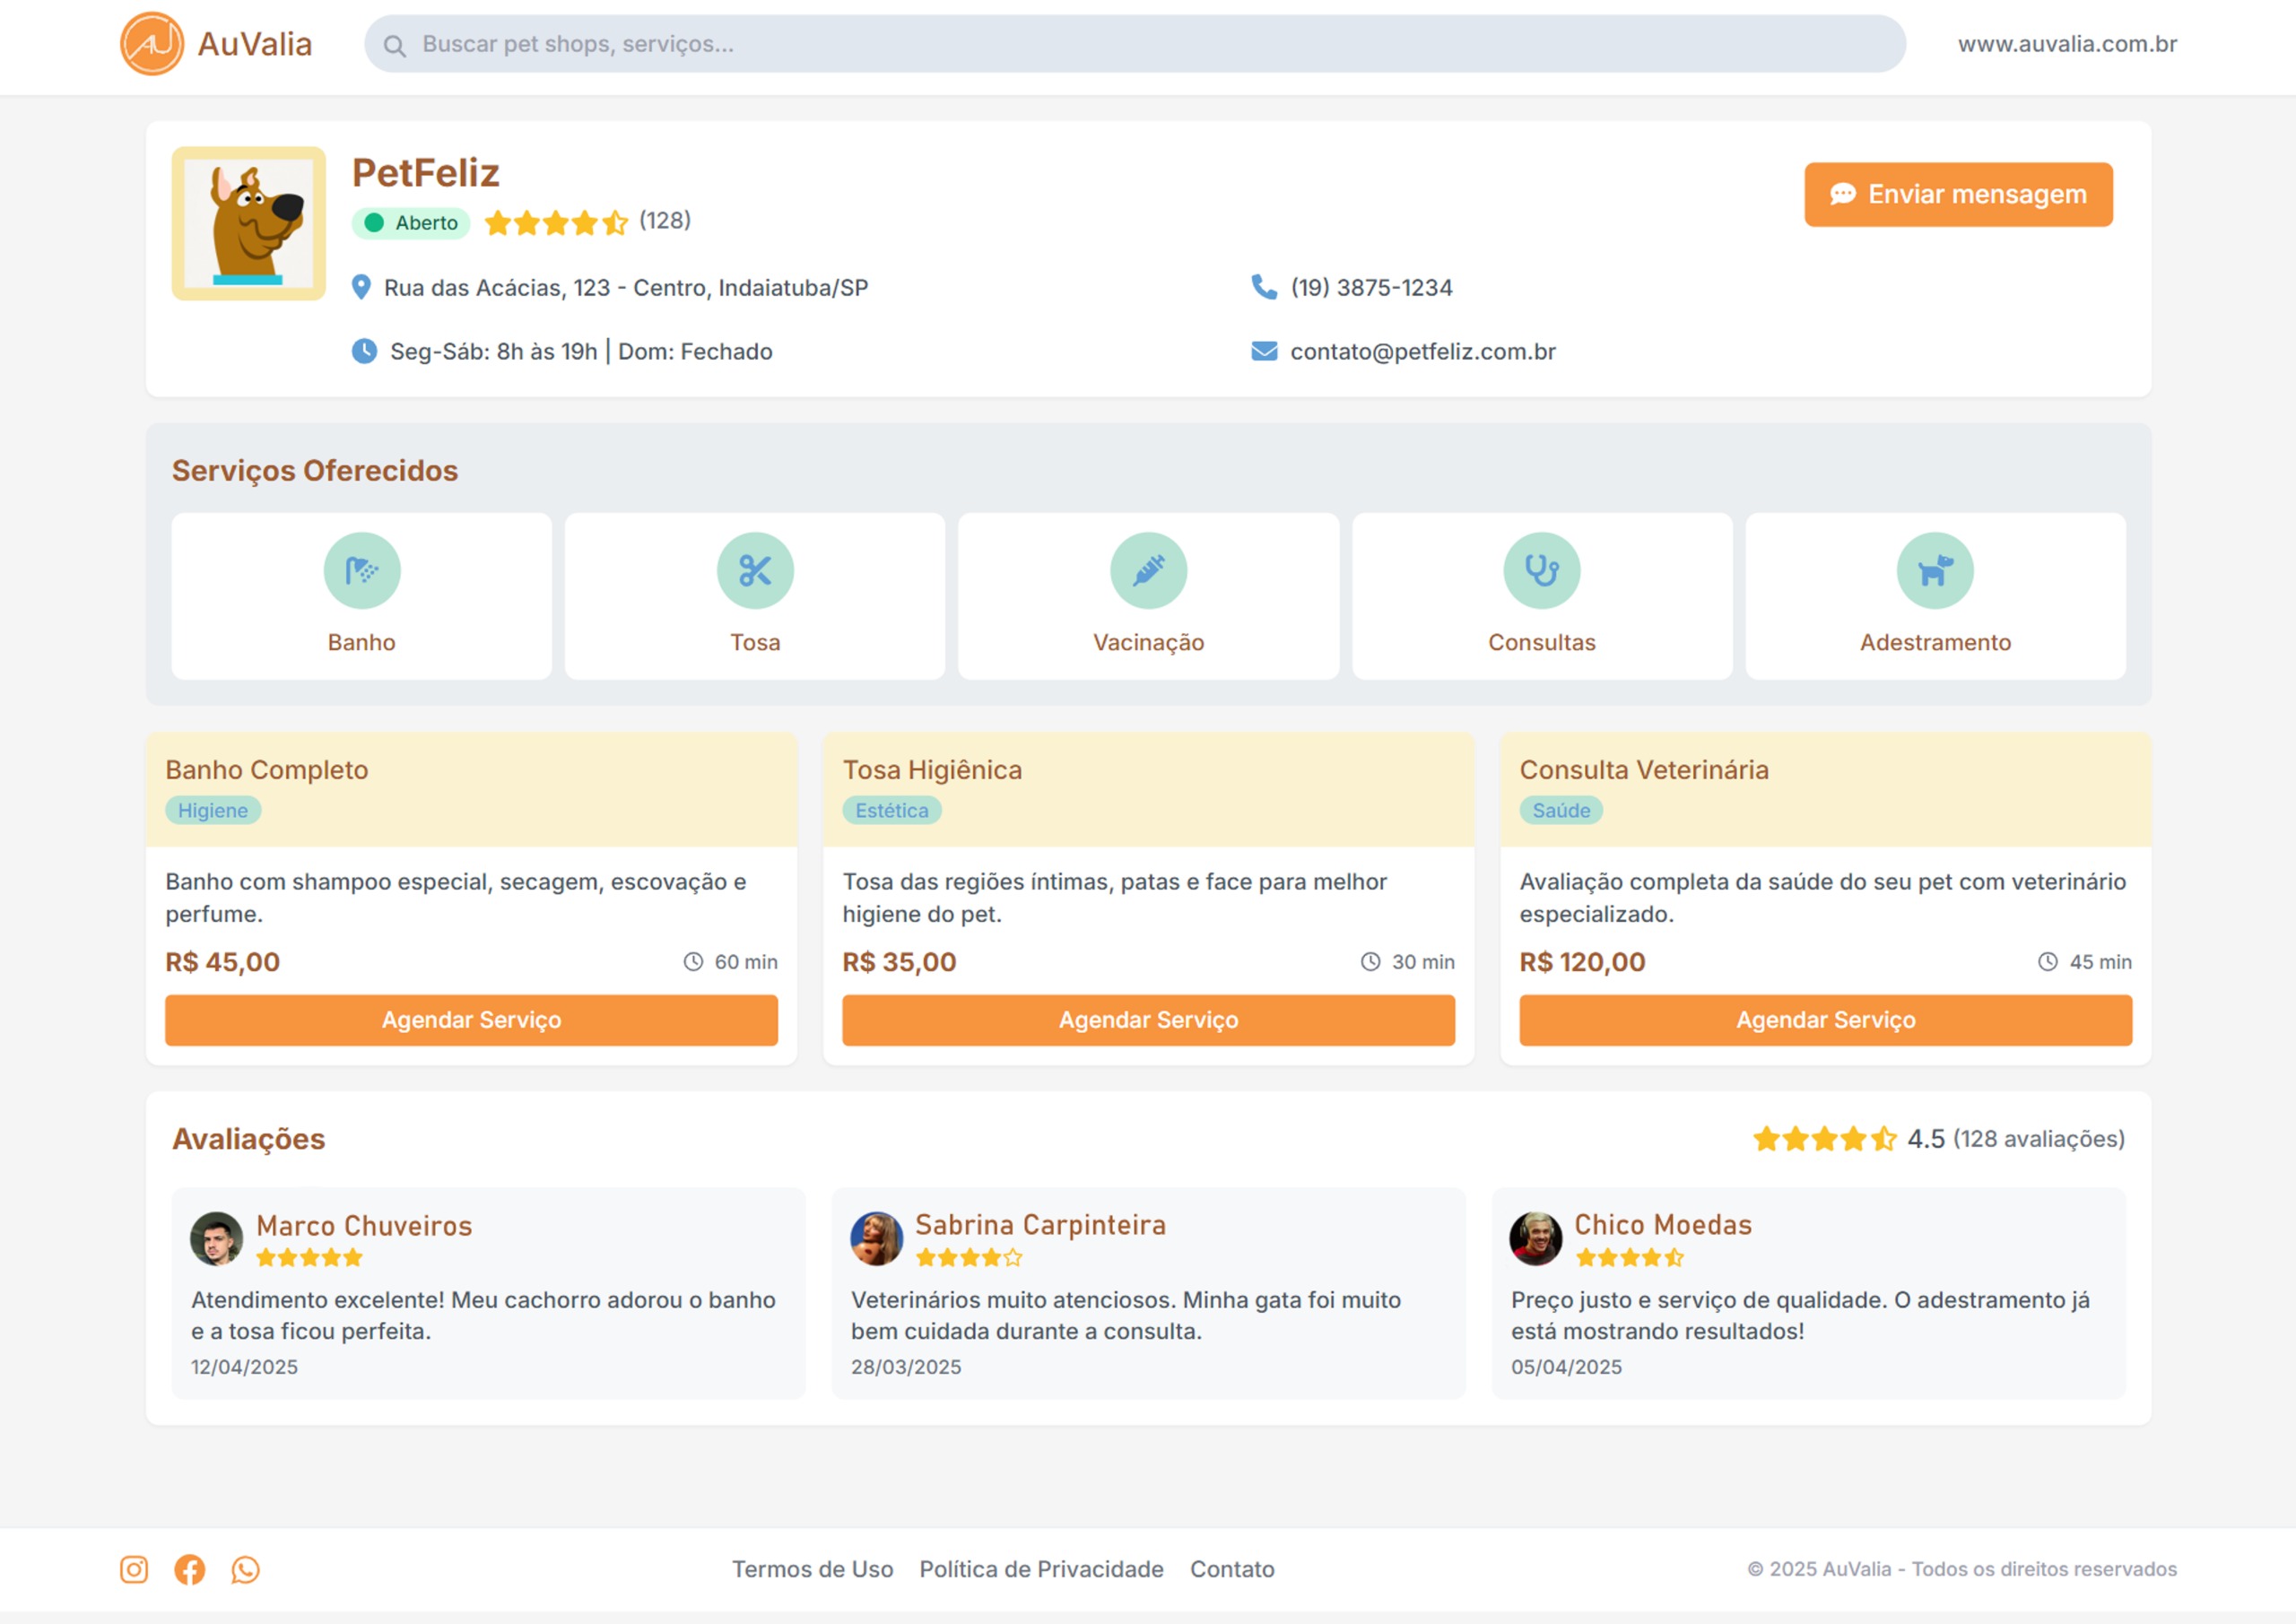 AuValia
Buscar pet shops, serviços...
www.auvalia.com.br
PetFeliz
Enviar mensagem
Aberto (128)
Rua das Acácias, 123 - Centro, Indaiatuba/SP
(19) 3875-1234
Seg-Sáb: 8h às 19h | Dom: Fechado
contato@petfeliz.com.br
Serviços Oferecidos
Banho
Tosa
Vacinação
Consultas
Adestramento
Banho Completo
Higiene
Banho com shampoo especial, secagem, escovação e
perfume.
R$ 45,00 60 min
Agendar Serviço
Tosa Higiênica
Estética
Tosa das regiões íntimas, patas e face para melhor
higiene do pet.
R$ 35,00 30 min
Agendar Serviço
Consulta Veterinária
Saúde
Avaliação completa da saúde do seu pet com veterinário
especializado.
R$ 120,00 45 min
Agendar Serviço
Avaliações
4.5 (128 avaliações)
Marco Chuveiros
Atendimento excelente! Meu cachorro adorou o banho
e a tosa ficou perfeita.
12/04/2025
Sabrina Carpinteira
Veterinários muito atenciosos. Minha gata foi muito
bem cuidada durante a consulta.
28/03/2025
Chico Moedas
Preço justo e serviço de qualidade. O adestramento já
está mostrando resultados!
05/04/2025
Termos de Uso
Política de Privacidade
Contato
© 2025 AuValia - Todos os direitos reservados